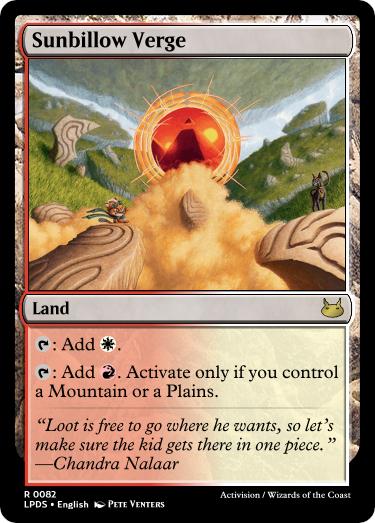 Sunbillow Verge
Land
: Add .
: Add . Activate only if you control
a Mountain or a Plains.
“Loot is free to go where he wants, so let’s
make sure the kid gets there in one piece.”
—Chandra Nalaar
R 0082
LPDS • English Pete Venters
Activision / Wizards of the Coast